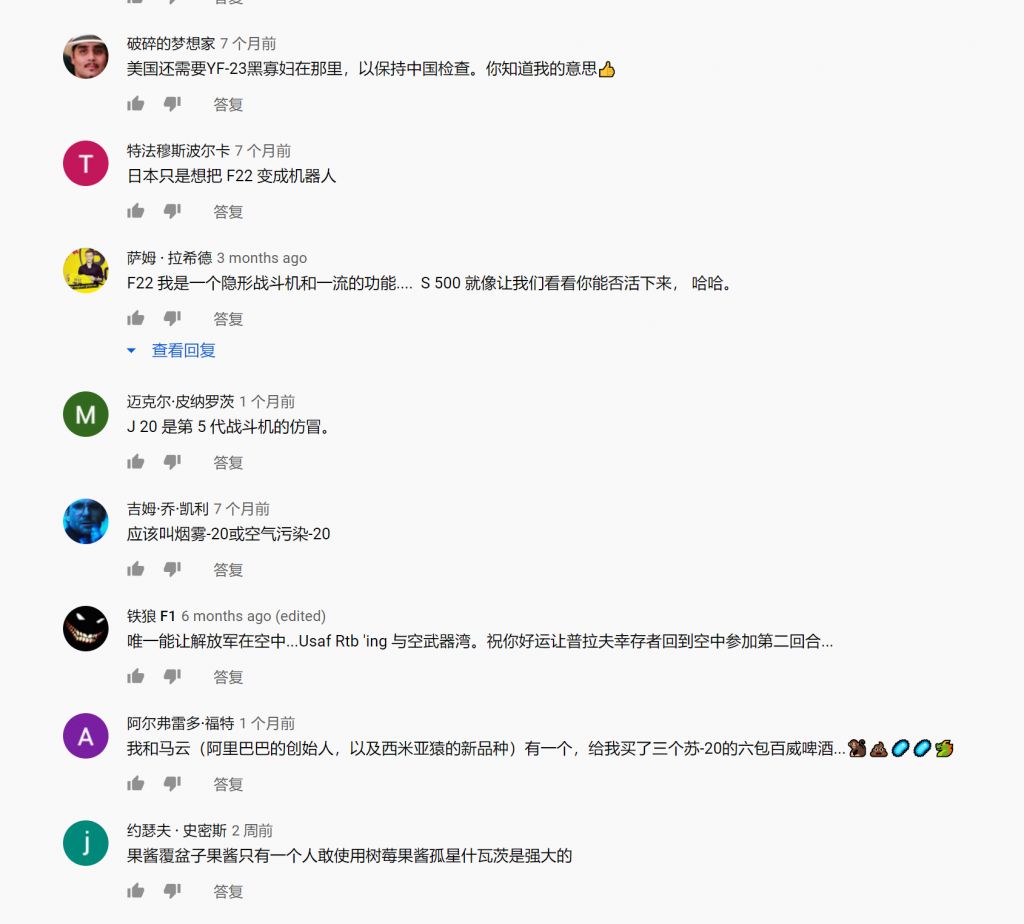 答复
破碎的梦想家 7 个月前
美国还需要YF-23黑寡妇在那里，以保持中国检查。你知道我的意思👍
答复
T
特法穆斯波尔卡 7 个月前
日本只是想把 F22 变成机器人
答复
萨姆 · 拉希德 3 months ago
F22 我是一个隐形战斗机和一流的功能.... S 500 就像让我们看看你能否活下来， 哈哈。
答复
查看回复
M
迈克尔·皮纳罗茨 1 个月前
J 20 是第 5 代战斗机的仿冒。
答复
吉姆·乔·凯利 7 个月前
应该叫烟雾-20或空气污染-20
答复
铁狼 F1 6 months ago (edited)
唯一能让解放军在空中...Usaf Rtb 'ing 与空武器湾。祝你好运让普拉夫幸存者回到空中参加第二回合...
答复
A
阿尔弗雷多·福特 1 个月前
我和马云（阿里巴巴的创始人，以及西米亚猿的新品种）有一个，给我买了三个苏-20的六包百威啤酒...
答复
j
约瑟夫 · 史密斯 2 周前
果酱覆盆子果酱只有一个人敢使用树莓果酱孤星什瓦茨是强大的
答复